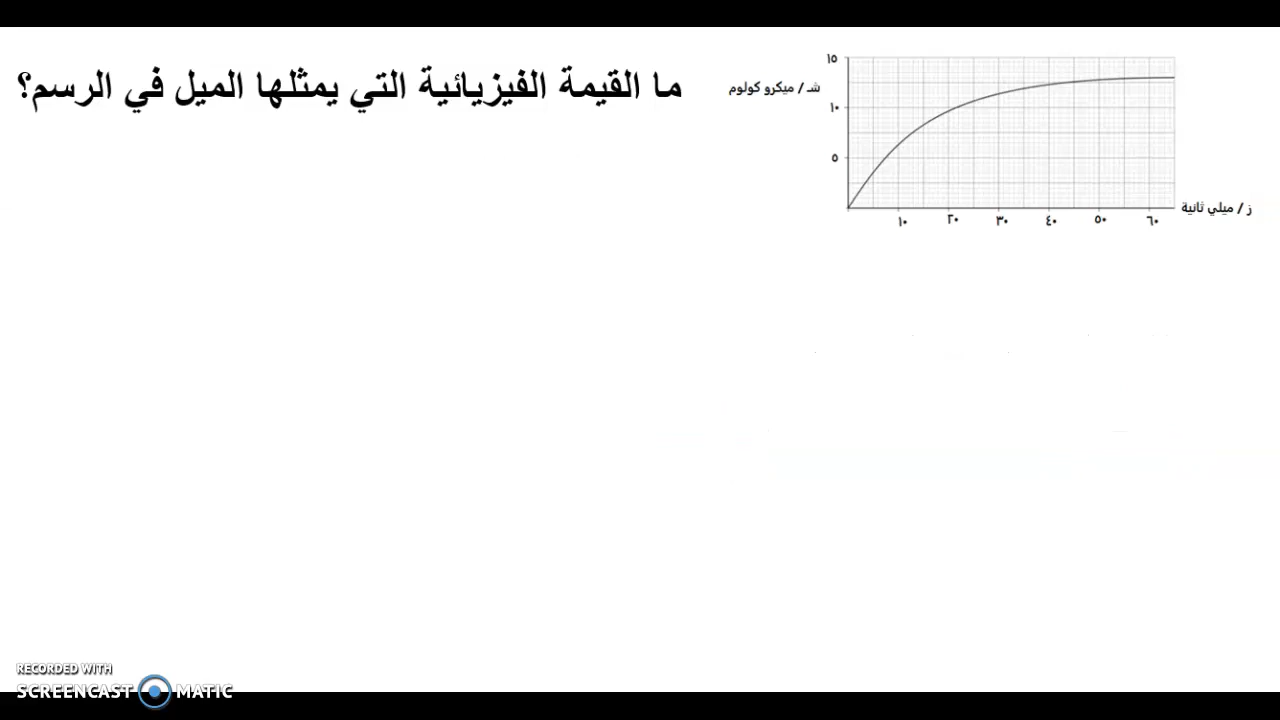 ما القيمة الفيزيائية التي يمثلها الميل في الرسم؟
شـ / ميكرو كولوم
١٥
١٠
٥
١٠ ٢٠ ٣٠ ٤٠ ٥٠ ٦٠
ز / ميلي ثانية
RECORDED WITH
SCREENCAST MATIC